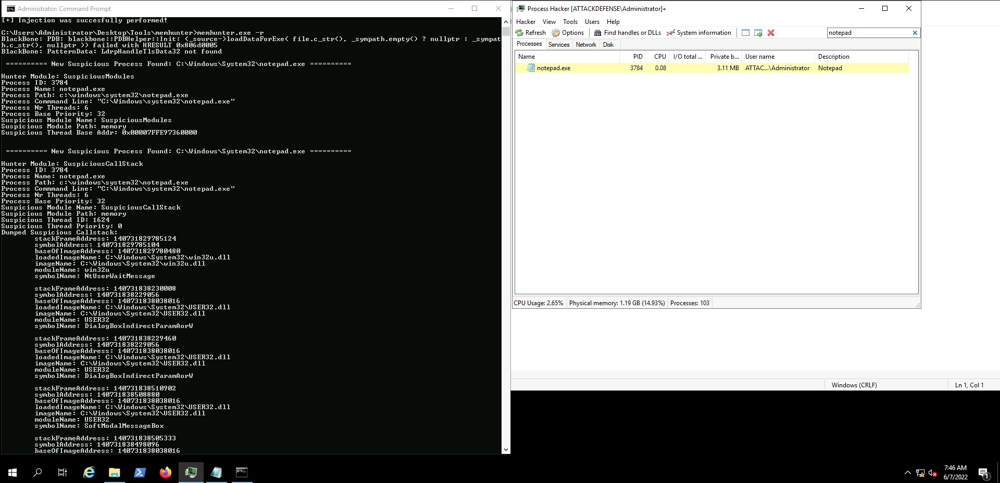 Administrator: Command Prompt
[+] Injection was succesfully performed!
C:\Users\Administrator\Desktop\Tools\memhunter>memhunter.exe -r
BlackBone: PDB: blackbone::PDBHelper::Init: (_source->loadDataForExe( file.c_str(), _sympath.empty() ? nullptr : _sympat
h.c_str(), nullptr )) failed with HRESULT 0x806d0005
BlackBone: PatternData: LdrpHandleTlsData32 not found
========== New Suspicious Process Found: C:\Windows\System32\notepad.exe ==========
Hunter Module: SuspiciousModules
Process ID: 3784
Process Name: notepad.exe
Process Path: c:\windows\system32\notepad.exe
Process Commmand Line: "C:\Windows\system32\notepad.exe"
Process Nr Threads: 6
Process Base Priority: 32
Suspicious Module Name: SuspiciousModules
Suspicious Module Path: memory
Suspicious Thread Base Addr: 0x00007FFE97360000
========== New Suspicious Process Found: C:\Windows\System32\notepad.exe ==========
Hunter Module: SuspiciousCallStack
Process ID: 3784
Process Name: notepad.exe
Process Path: c:\windows\system32\notepad.exe
Process Commmand Line: "C:\Windows\system32\notepad.exe"
Process Nr Threads: 6
Process Base Priority: 32
Suspicious Module Name: SuspiciousCallStack
Suspicious Module Path: memory
Suspicious Thread ID: 1624
Suspicious Thread Priority: 0
Dumped Suspicious Callstack:
stackFrameAddress: 140731829785124
symbolAddress: 140731829785104
baseOfImageAddress: 140731829780480
loadedImageName: C:\Windows\System32\win32u.dll
imageName: C:\Windows\System32\win32u.dll
moduleName: win32u
symbolName: NtUserWaitMessage
stackFrameAddress: 140731838230008
symbolAddress: 140731838229056
baseOfImageAddress: 140731838038016
loadedImageName: C:\Windows\System32\USER32.dll
imageName: C:\Windows\System32\USER32.dll
moduleName: USER32
symbolName: DialogBoxIndirectParamAorW
stackFrameAddress: 140731838229460
symbolAddress: 140731838229056
baseOfImageAddress: 140731838038016
loadedImageName: C:\Windows\System32\USER32.dll
imageName: C:\Windows\System32\USER32.dll
moduleName: USER32
symbolName: DialogBoxIndirectParamAorW
stackFrameAddress: 140731838510902
symbolAddress: 140731838508880
baseOfImageAddress: 140731838038016
loadedImageName: C:\Windows\System32\USER32.dll
imageName: C:\Windows\System32\USER32.dll
moduleName: USER32
symbolName: SoftModalMessageBox
stackFrameAddress: 140731838505333
symbolAddress: 140731838498096
baseOfImageAddress: 140731838038016
Process Hacker [ATTACKDEFENSE\Administrator]+
Hacker View Tools Users Help
Refresh Options Find handles or DLLs System information notepad
Processes Services Network Disk
Name PID CPU I/O total ... Private b... User name Description
notepad.exe 3784 0.08 3.11 MB ATTAC...\Administrator Notepad
CPU Usage: 2.65% Physical memory: 1.19 GB (14.93%) Processes: 103
Windows (CRLF) Ln 1, Col 1
7:46 AM
6/7/2022
1